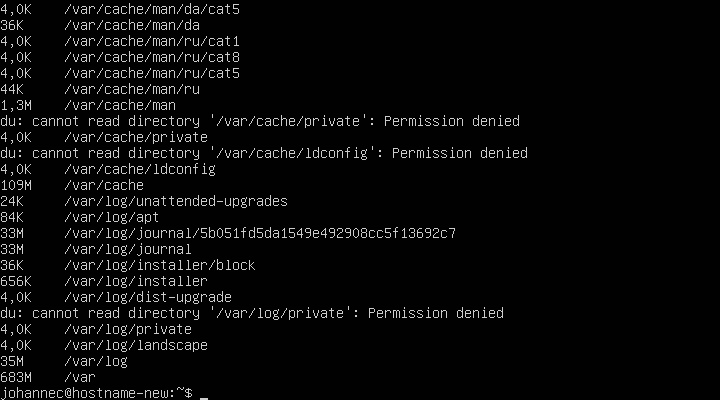 4,0K /var/cache/man/da/cat5
36K /var/cache/man/da
4,0K /var/cache/man/ru/cat1
4,0K /var/cache/man/ru/cat8
4,0K /var/cache/man/ru/cat5
44K /var/cache/man/ru
1,3M /var/cache/man
du: cannot read directory '/var/cache/private': Permission denied
4,0K /var/cache/private
du: cannot read directory '/var/cache/ldconfig': Permission denied
4,0K /var/cache/ldconfig
109M /var/cache
24K /var/log/unattended-upgrades
84K /var/log/apt
33M /var/log/journal/5b051fd5da1549e492908cc5f13692c7
33M /var/log/journal
36K /var/log/installer/block
656K /var/log/installer
4,0K /var/log/dist-upgrade
du: cannot read directory '/var/log/private': Permission denied
4,0K /var/log/private
4,0K /var/log/landscape
35M /var/log
683M /var
johannec@hostname-new:~$ _